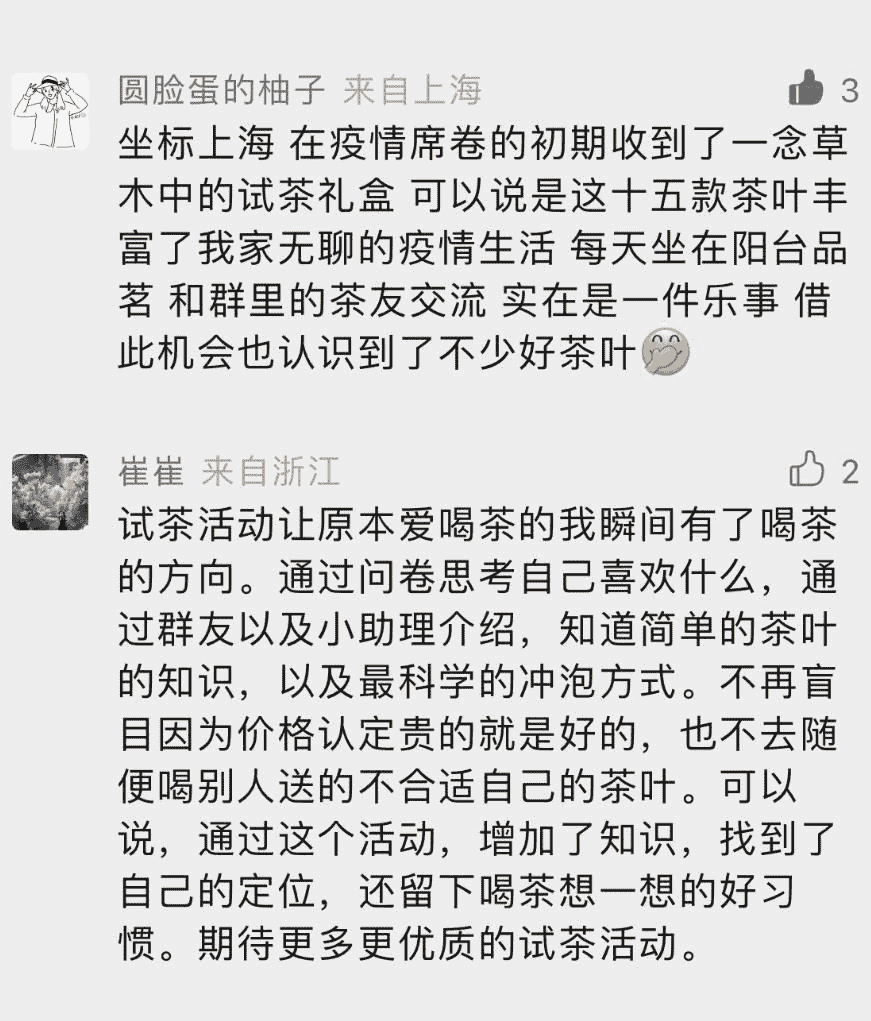 圆脸蛋的柚子 来自上海 3
坐标上海 在疫情席卷的初期收到了一念草
木中的试茶礼盒 可以说是这十五款茶叶丰
富了我家无聊的疫情生活 每天坐在阳台品
茗 和群里的茶友交流 实在是一件乐事 借
此机会也认识到了不少好茶叶
崔崔 来自浙江 2
试茶活动让原本爱喝茶的我瞬间有了喝茶
的方向。通过问卷思考自己喜欢什么，通
过群友以及小助理介绍，知道简单的茶叶
的知识，以及最科学的冲泡方式。不再盲
目因为价格认定贵的就是好的，也不去随
便喝别人送的不合适自己的茶叶。可以
说，通过这个活动，增加了知识，找到了
自己的定位，还留下喝茶想一想的好习
惯。期待更多更优质的试茶活动。